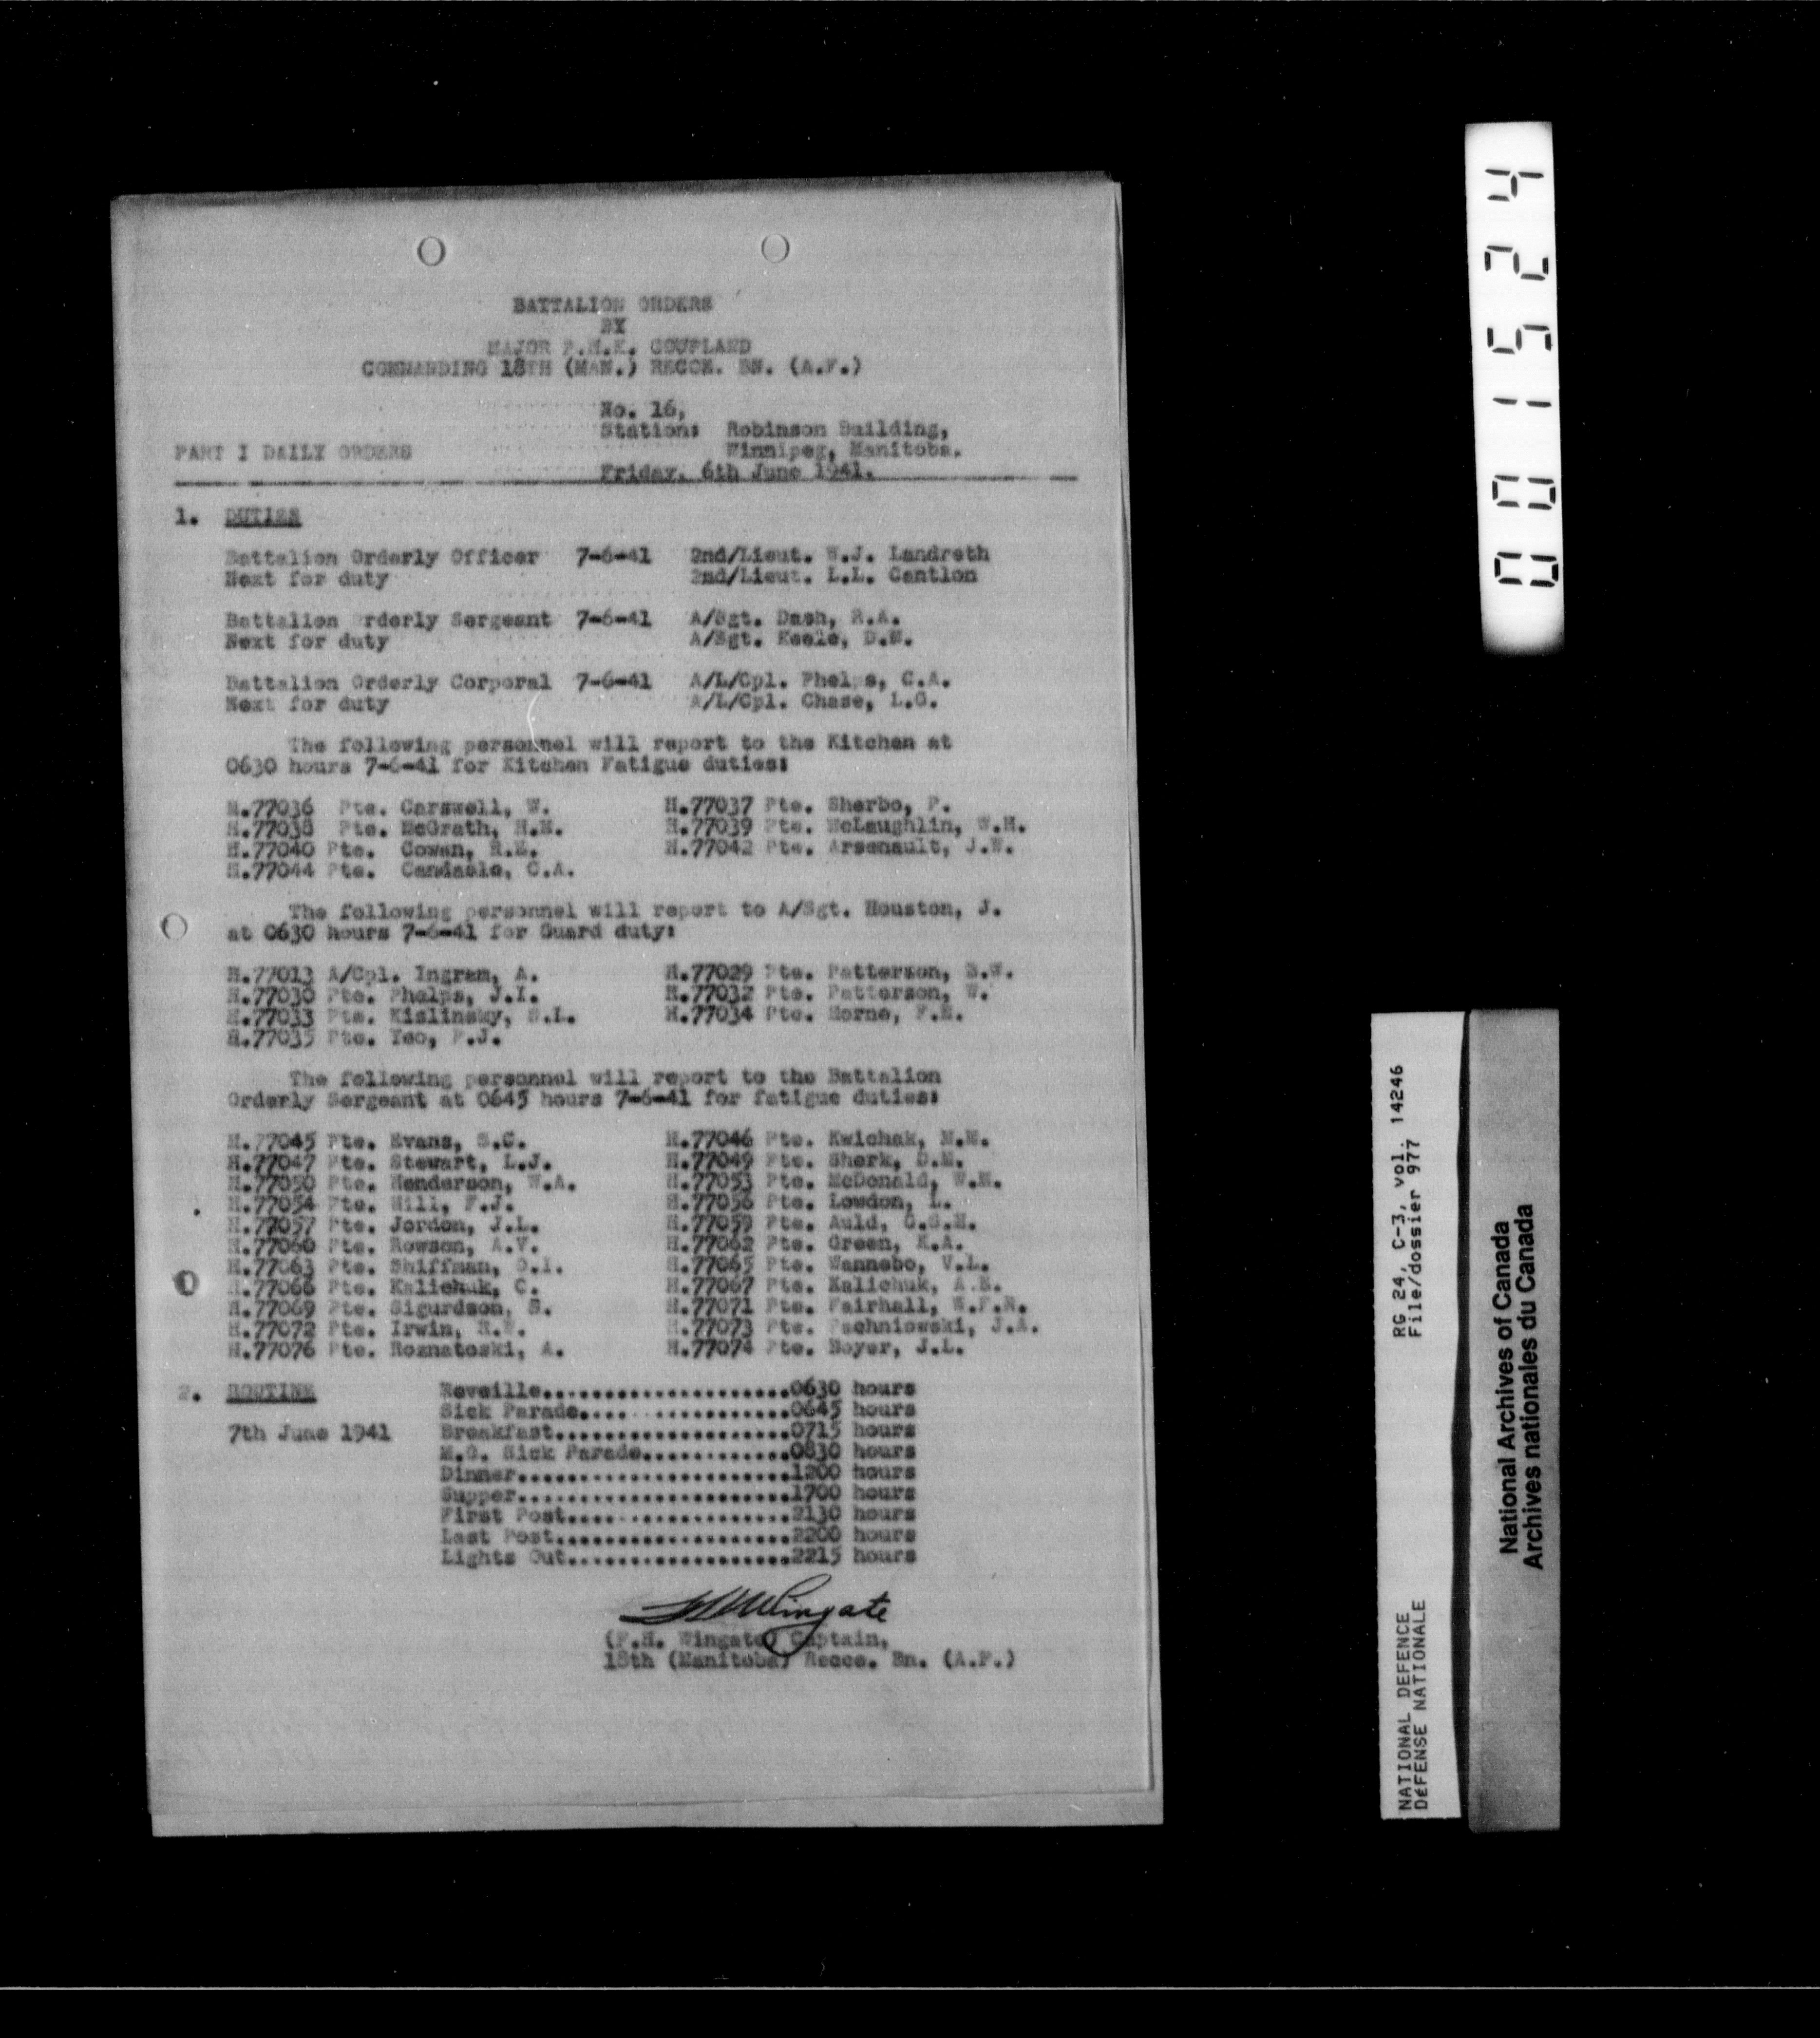 BATTALION ORDERS
BY
MAJOR P.M.K. COUPLAND
COMMANDING 18TH (MAN.) RECCE. BN. (A.F.)
No. 16,
Station: Robinson Building,
Winnipeg, Manitoba.
PART I DAILY ORDERS
Friday, 6th June 1941.
1. DUTIES
Battalion Orderly Officer 7-6-41 2nd/Lieut. W.J. Landreth
Next for duty 2nd/Lieut. L.L. Cantlon
Battalion rderly Sergeant 7-6-41 A/Sgt. Dash, R.A.
Next for duty A/Sgt. Keele, D.M.
Battalion Orderly Corporal 7-6-41 A/L/Cpl. Phelps, C.A.
Next for duty A/L/Cpl. Chase, L.G.
The following personnel will report to the Kitchen at
0630 hours 7-6-41 for Kitchen Fatigue duties:
H.77036 Pte. Carswell, W. H.77037 Pte. Sherbo, P.
H.77038 Pte. McGrath, H.M. H.77039 Pte. McLaughlin, W.H.
H.77040 Pte. Cowan, R.E. H.77042 Pte. Arsenault, J.W.
H.77044 Pte. C.A.
The following personnel will report to A/Sgt. Houston, J.
at 0630 hours 7-6-41 for Guard duty:
H.77013 A/Cpl. Ingram, A. H.77029 Pte. Patterson,
H.77030 Pte. Phelps, J.I. H.77032 Pte. Patterson, W.
H.77033 Pte. Kislinsky, S.L. H.77034 Pte. Horne, F.E.
H.77035 Pte. Yeo, P.J.
The following personnel will report to the Battalion
Orderly Sergeant at 0645 hours 7-6-41 for fatigue duties:
H.77045 Pte. Evans, S.C. H.77046 Pte. Kwichak, M.M.
H.77047 Pte. Stewart, L.J. H.77049 Pte. Sherk, D.M.
H.77050 Pte. Henderson, W.A. H.77053 Pte. McDonald, W.M.
H.77054 Pte. Hill, F.J. H.77056 Pte. Lowdon, L.
H.77057 Pte. Jordon, J.L. H.77059 Pte. Auld, G.S.H.
H.77060 Pte. Rowson, A.V. H.77062 Pte. Green, K.A.
H.77063 Pte. Shiffman, O.I. H.77065 Pte. Wannebo, V.L.
H.77066 Pte. Kalichuk, C. H.77067 Pte. Kalichuk, A.E.
H.77069 Pte. Sigurdson, S. H.77071 Pte. Fairhall, W.F.R.
H.77072 Pte. Irwin, R.W. H.77073 Pte. Pachniowski, J.A.
H.77076 Pte. Roznatoski, A. H.77074 Pte. Boyer, J.L.
2. ROUTINE Reveille......................0630 hours
Sick Parade...................0645 hours
7th June 1941 Breakfast.....................0715 hours
M.O. Sick Parade..............0830 hours
Dinner........................1200 hours
Supper........................1700 hours
First Post....................2130 hours
Last Post.....................2200 hours
Lights Out....................2215 hours
Wingate
(F.H. Wingate) Captain,
18th (Manitoba) Recce. Bn. (A.F.)
001524
NATIONAL DEFENCE RG 24, C-3, vol. 14246
DÉFENSE NATIONALE File/dossier 977
National Archives of Canada
Archives nationales du Canada